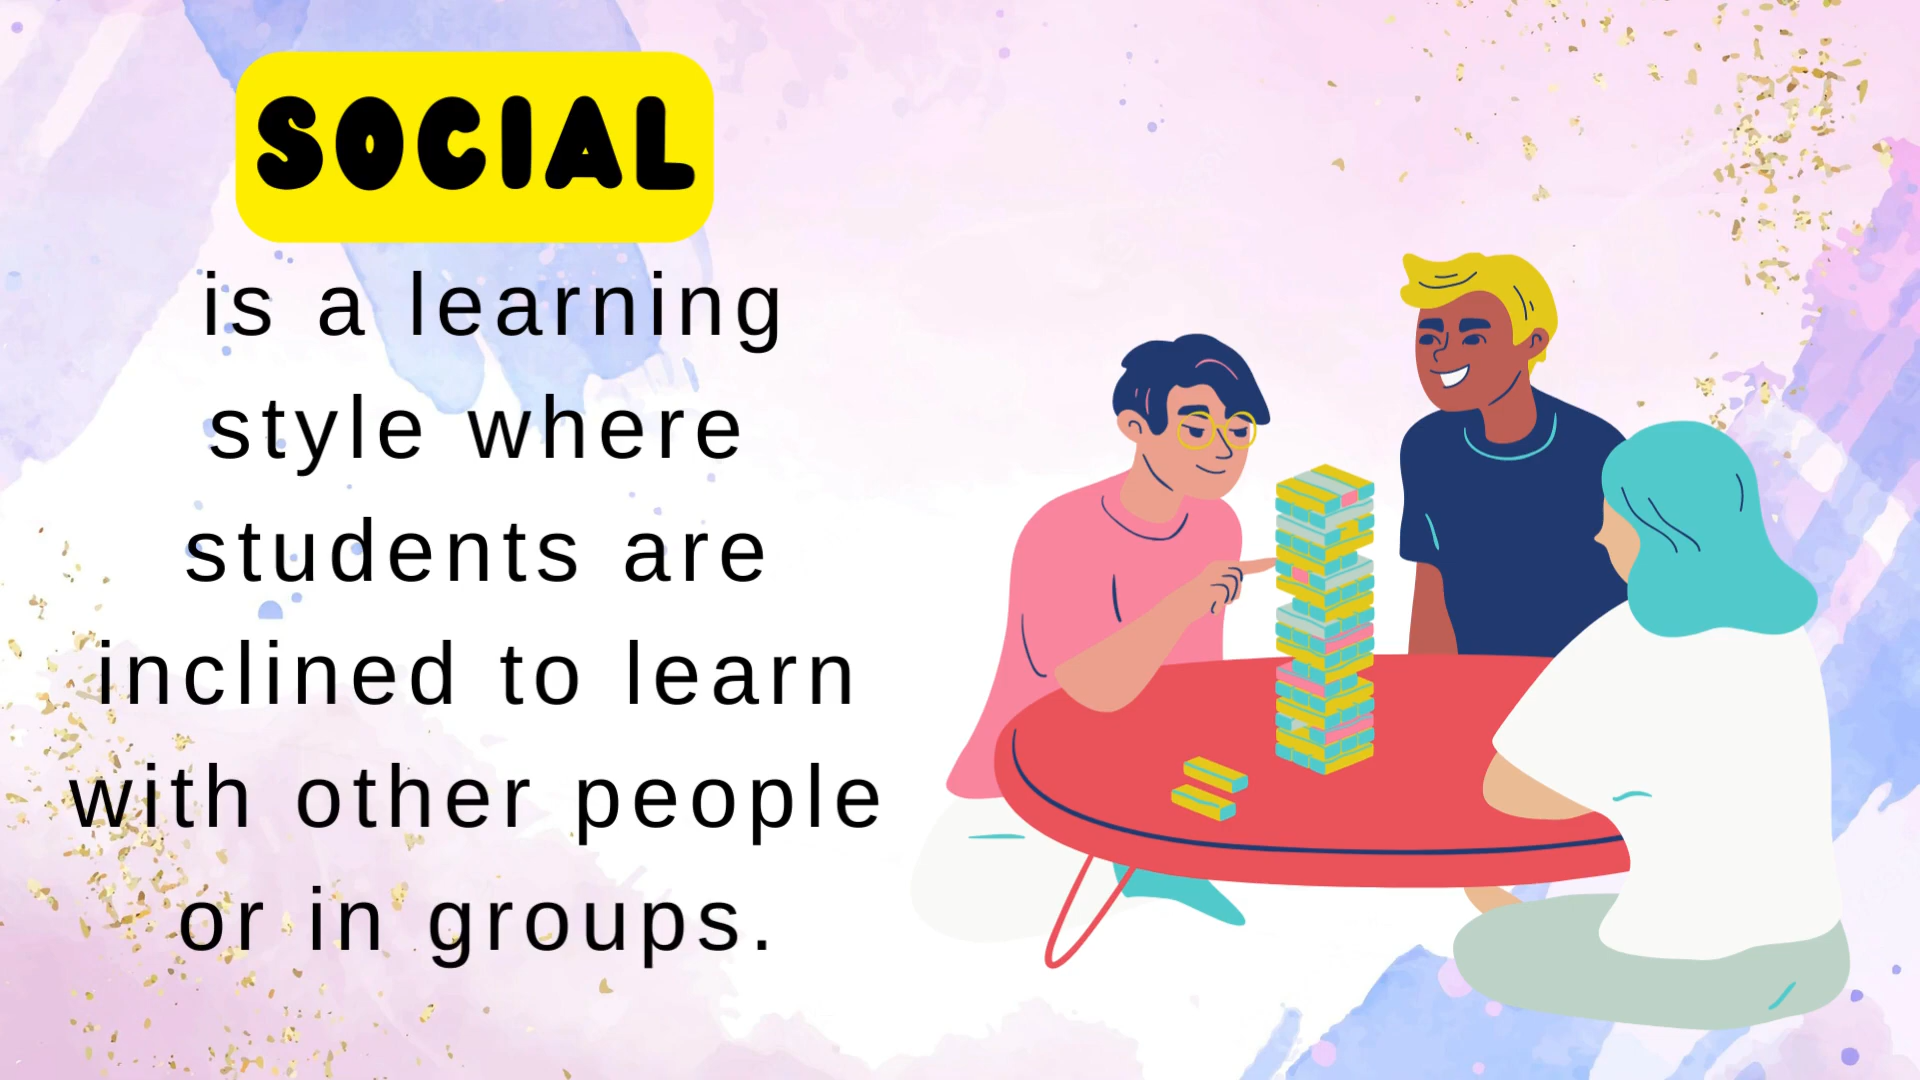 SOCIAL
is a learning
style where
students are
inclined to learn
with other people
or in groups.